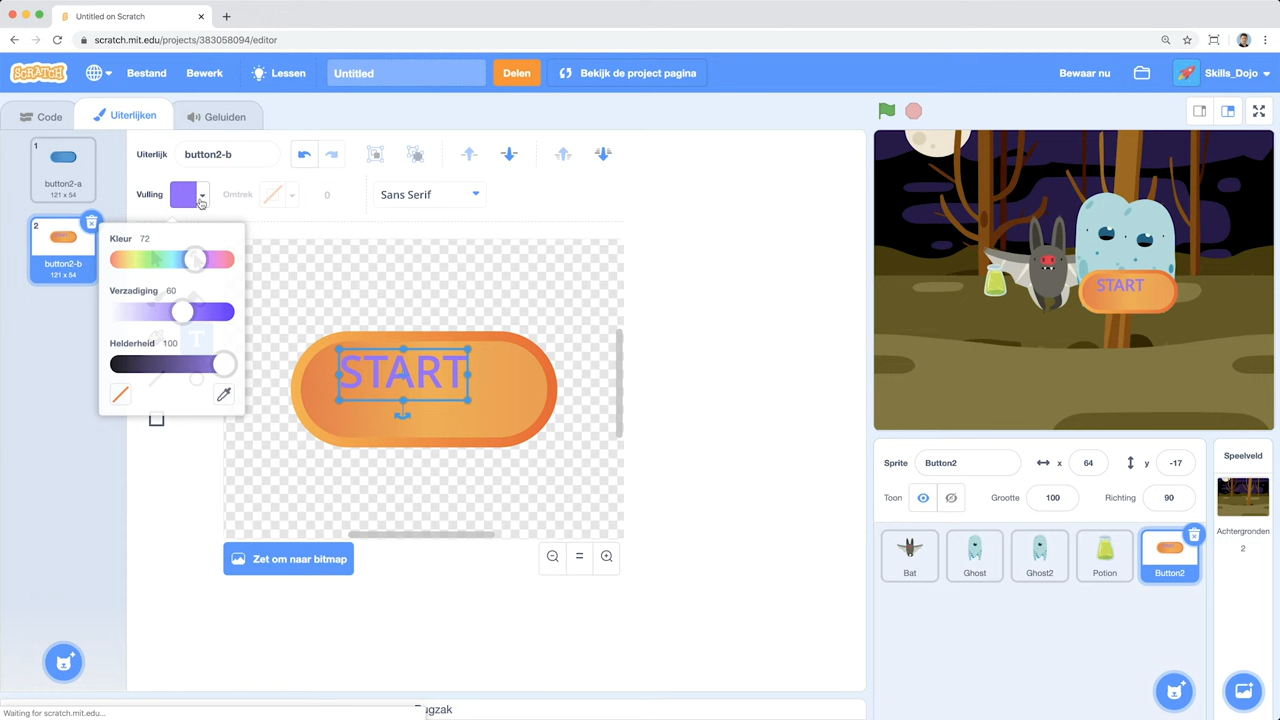 Untitled on Scratch
scratch.mit.edu/projects/383058094/editor
SCRATCH
Bestand
Bewerk
Lessen
Untitled
Delen
Bekijk de project pagina
Bewaar nu
Skills_Dojo
Code
Uiterlijken
Geluiden
1
button2-a
121 x 54
2
button2-b
121 x 54
Uiterlijk
button2-b
Vulling
Omtrek
0
Sans Serif
Kleur 72
Verzadiging 60
Helderheid 100
T
START
Zet om naar bitmap
START
Sprite
Button2
x
64
y
-17
Toon
Grootte
100
Richting
90
Bat
Ghost
Ghost2
Potion
Button2
Speelveld
Achtergronden
2
Waiting for scratch.mit.edu...
ugzak